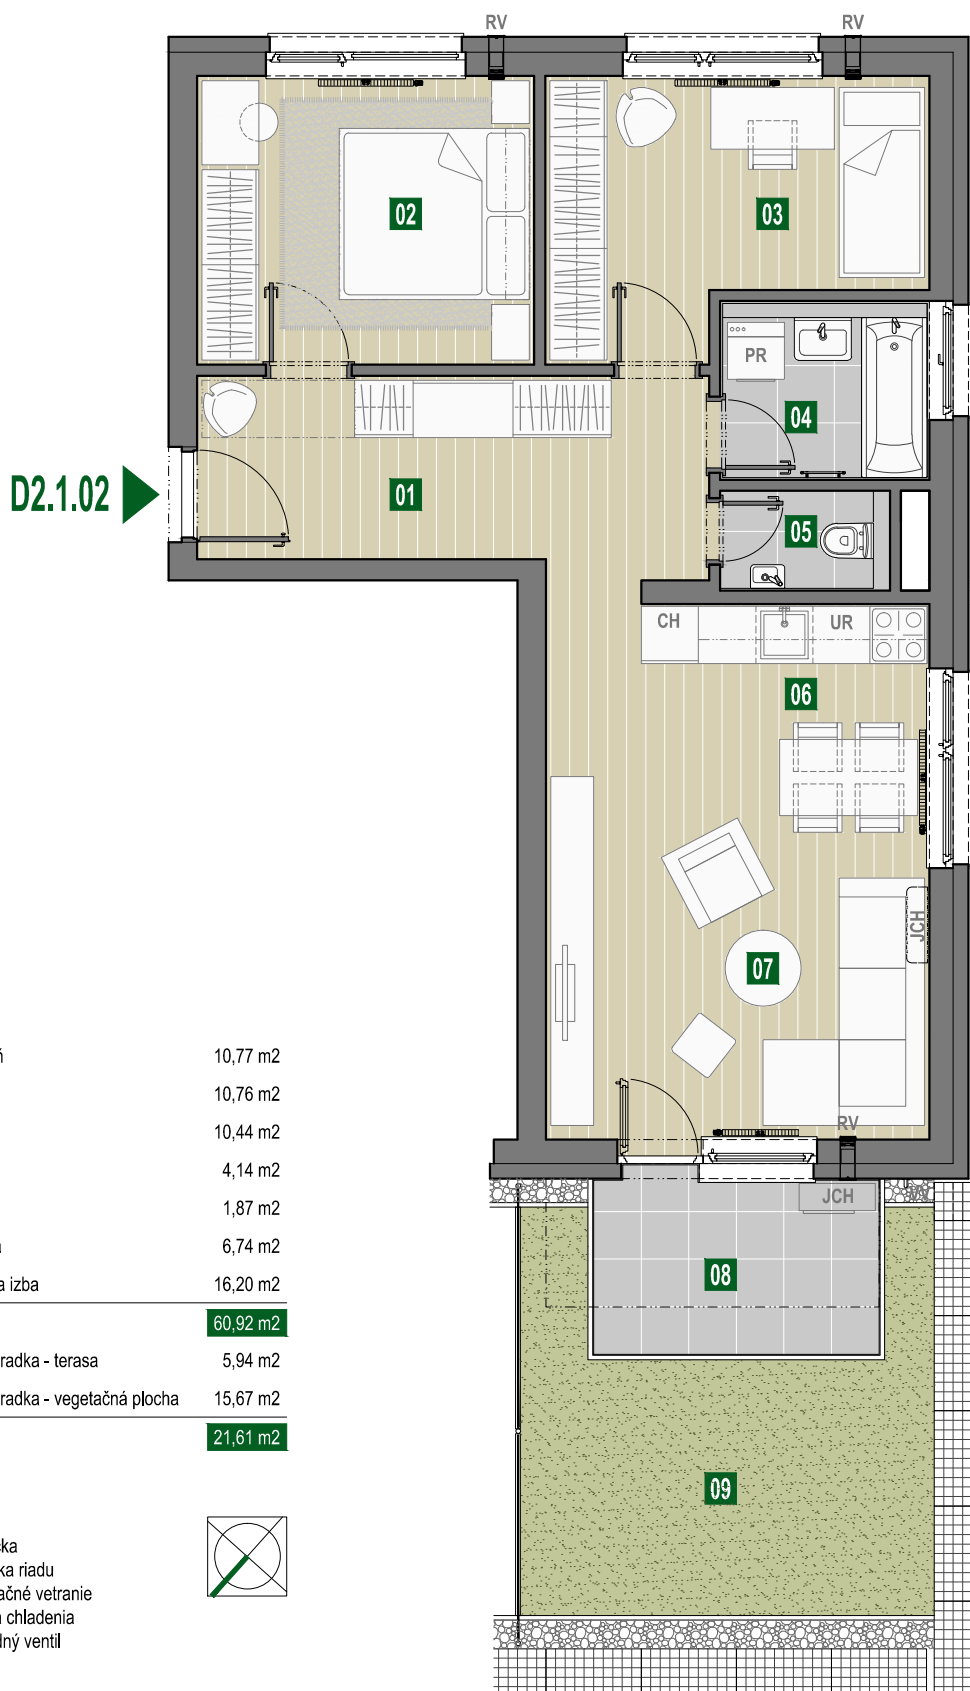 RV
RV
02
03
PR
04
D2.1.02
01
05
CH
UR
06
JCH
07
10,77 m2
10,76 m2
10,44 m2
4,14 m2
1,87 m2
6,74 m2
a izba 16,20 m2
60,92 m2
radka - terasa 5,94 m2
radka - vegetačná plocha 15,67 m2
21,61 m2
RV
JCH
08
09
čka
ka riadu
ačné vetranie
a chladenia
dný ventil